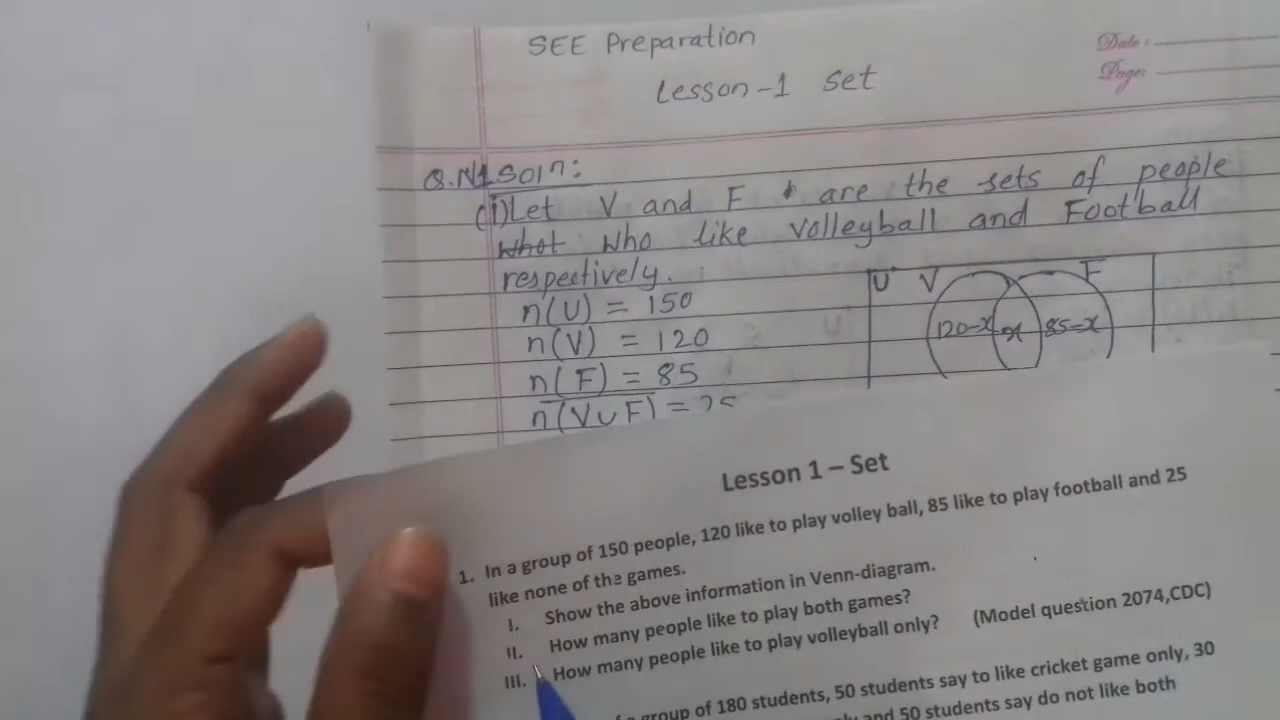 SEE Preparation
Lesson-1 Set
Date:
Page:
Q.N1 Soln:
(i) Let V and F are the sets of people
what who like volleyball and Football
respectively.
U V F
n(U) = 150
120-x x 85-x
n(V) = 120
n(F) = 85
n(V∪F) = 25
Lesson 1 – Set
1. In a group of 150 people, 120 like to play volley ball, 85 like to play football and 25
like none of the games.
I. Show the above information in Venn-diagram.
II. How many people like to play both games?
III. How many people like to play volleyball only? (Model question 2074,CDC)
group of 180 students, 50 students say to like cricket game only, 30
and 50 students say do not like both